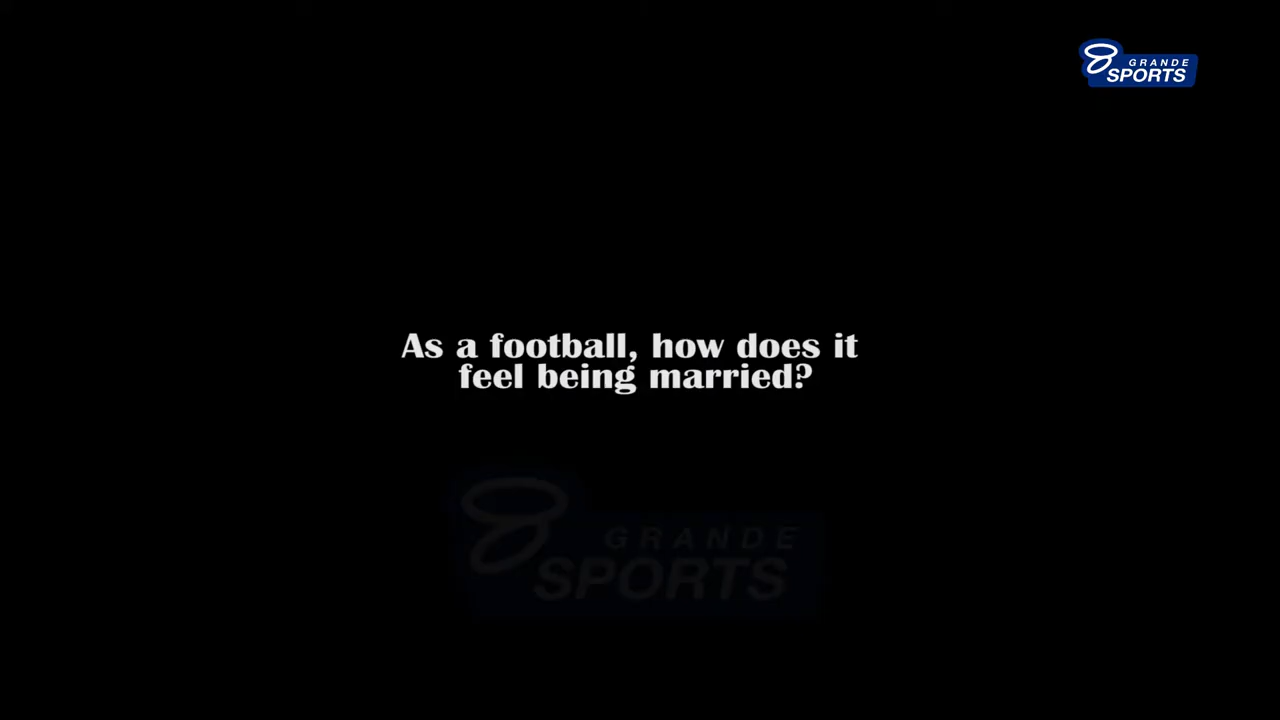 GRANDE
SPORTS
As a football, how does it
feel being married?
GRANDE
SPORTS